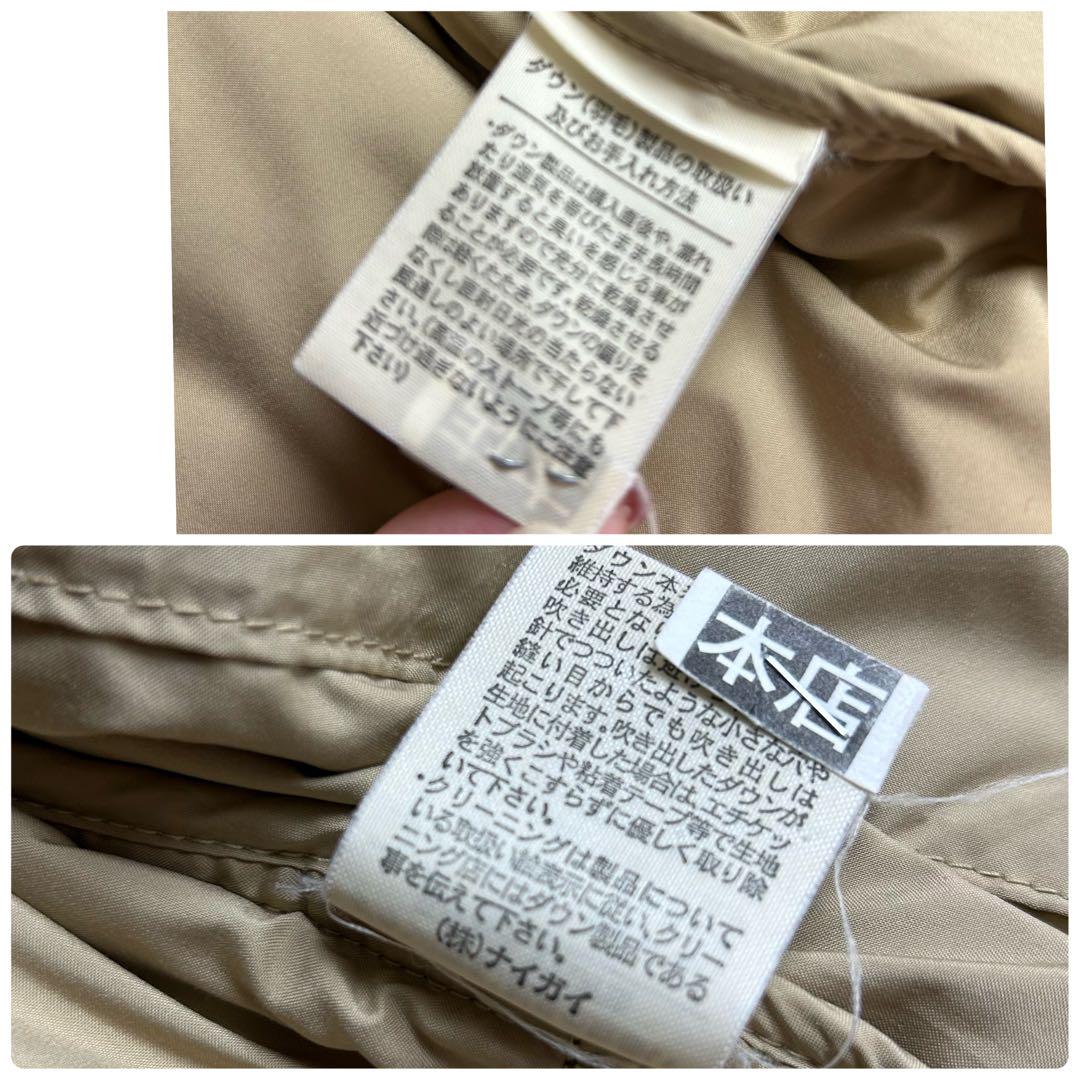 ダウン(羽毛)製品の取扱い
及びお手入れ方法
・ダウン製品は購入直後や、濡れ
たり湿気を帯びたまま長時間
放置すると臭いを感じる事が
ありますので充分に乾燥させ
ることが必要です。乾燥させる
際は軽くたたき、ダウンの偏りを
なくし直射日光の当たらない
風通しのよい場所で干して下
さい。(暖房のストーブ等にも
近づけ過ぎないようにご注意
下さい)
ダウン本
維持する為
必要となし
吹き出しは
針でつついたような小さな穴や
縫い目からでも吹き出しは
起こります。吹き出したダウンが
生地に付着した場合は、エチケッ
トブラシや粘着テープ等で生地
を強くこすらずに優しく取り除
いて下さい。
・クリーニングは製品について
いる取扱い絵表示に従い、クリー
ニング店にはダウン製品である
事を伝えて下さい。
(株)ナイガイ
本店